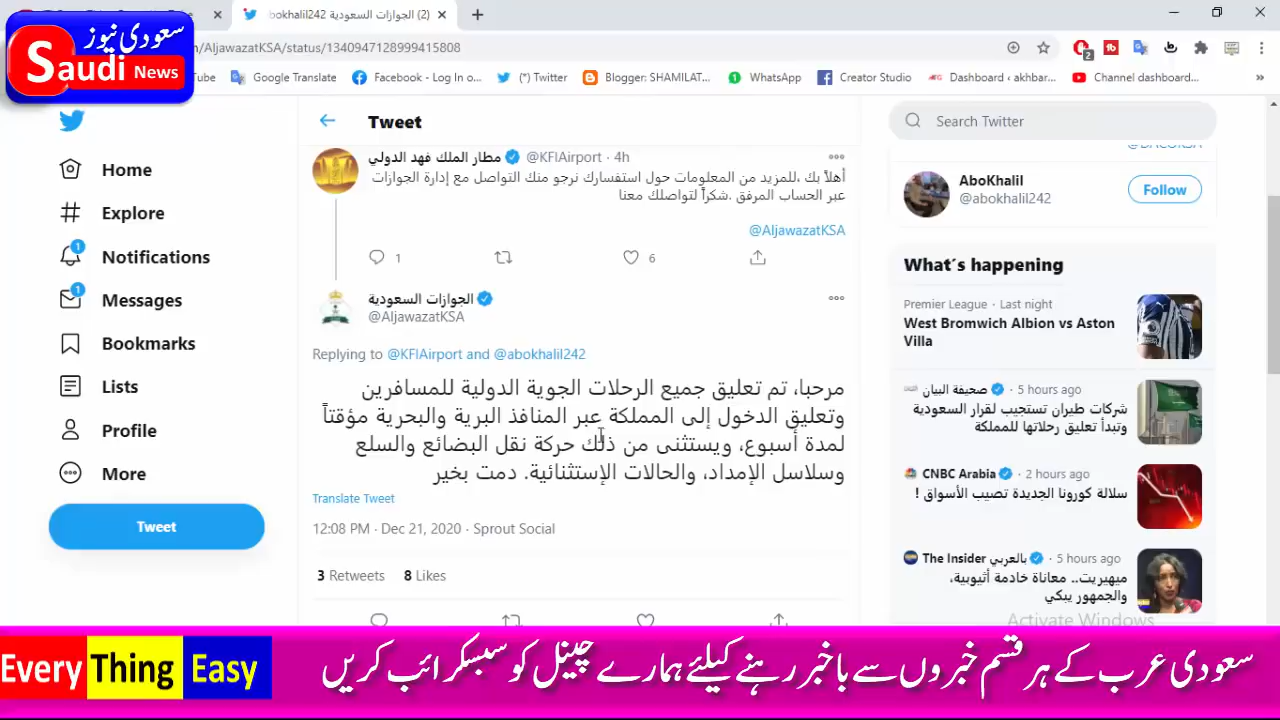 سعودی نیوز
Saudi News
(2) الجوازات السعودية
bokhalil242
n/AljawazatKSA/status/1340947128999415808
2
Tube
Google Translate
Facebook - Log In o...
(*) Twitter
Blogger: SHAMILAT...
WhatsApp
Creator Studio
Dashboard ‹ akhbar...
Channel dashboard...
»
Home
Explore
1
Notifications
1
Messages
Bookmarks
Lists
Profile
More
Tweet
Tweet
مطار الملك فهد الدولي @KFIAirport · 4h
أهلاً بك ،للمزيد من المعلومات حول استفسارك نرجو منك التواصل مع إدارة الجوازات
عبر الحساب المرفق .شكراً لتواصلك معنا
@AljawazatKSA
1
6
الجوازات السعودية
@AljawazatKSA
Replying to @KFIAirport and @abokhalil242
مرحبا، تم تعليق جميع الرحلات الجوية الدولية للمسافرين
وتعليق الدخول إلى المملكة عبر المنافذ البرية والبحرية مؤقتاً
لمدة أسبوع، ويستثنى من ذلك حركة نقل البضائع والسلع
وسلاسل الإمداد، والحالات الإستثنائية. دمت بخير
Translate Tweet
12:08 PM · Dec 21, 2020 · Sprout Social
3 Retweets 8 Likes
Search Twitter
AboKhalil
@abokhalil242
Follow
What's happening
Premier League · Last night
West Bromwich Albion vs Aston
Villa
صحيفة البيان · 5 hours ago
شركات طيران تستجيب لقرار السعودية
وتبدأ تعليق رحلاتها للمملكة
CNBC Arabia · 2 hours ago
سلالة كورونا الجديدة تصيب الأسواق !
The Insider بالعربي · 5 hours ago
ميهيريت.. معاناة خادمة أثيوبية،
والجمهور يبكي
Activate Windows
Every Thing Easy
سعودی عرب کے ہر قسم خبروں سے باخبر رہنے کیلئے ہمارے چینل کو سبسکرائب کریں